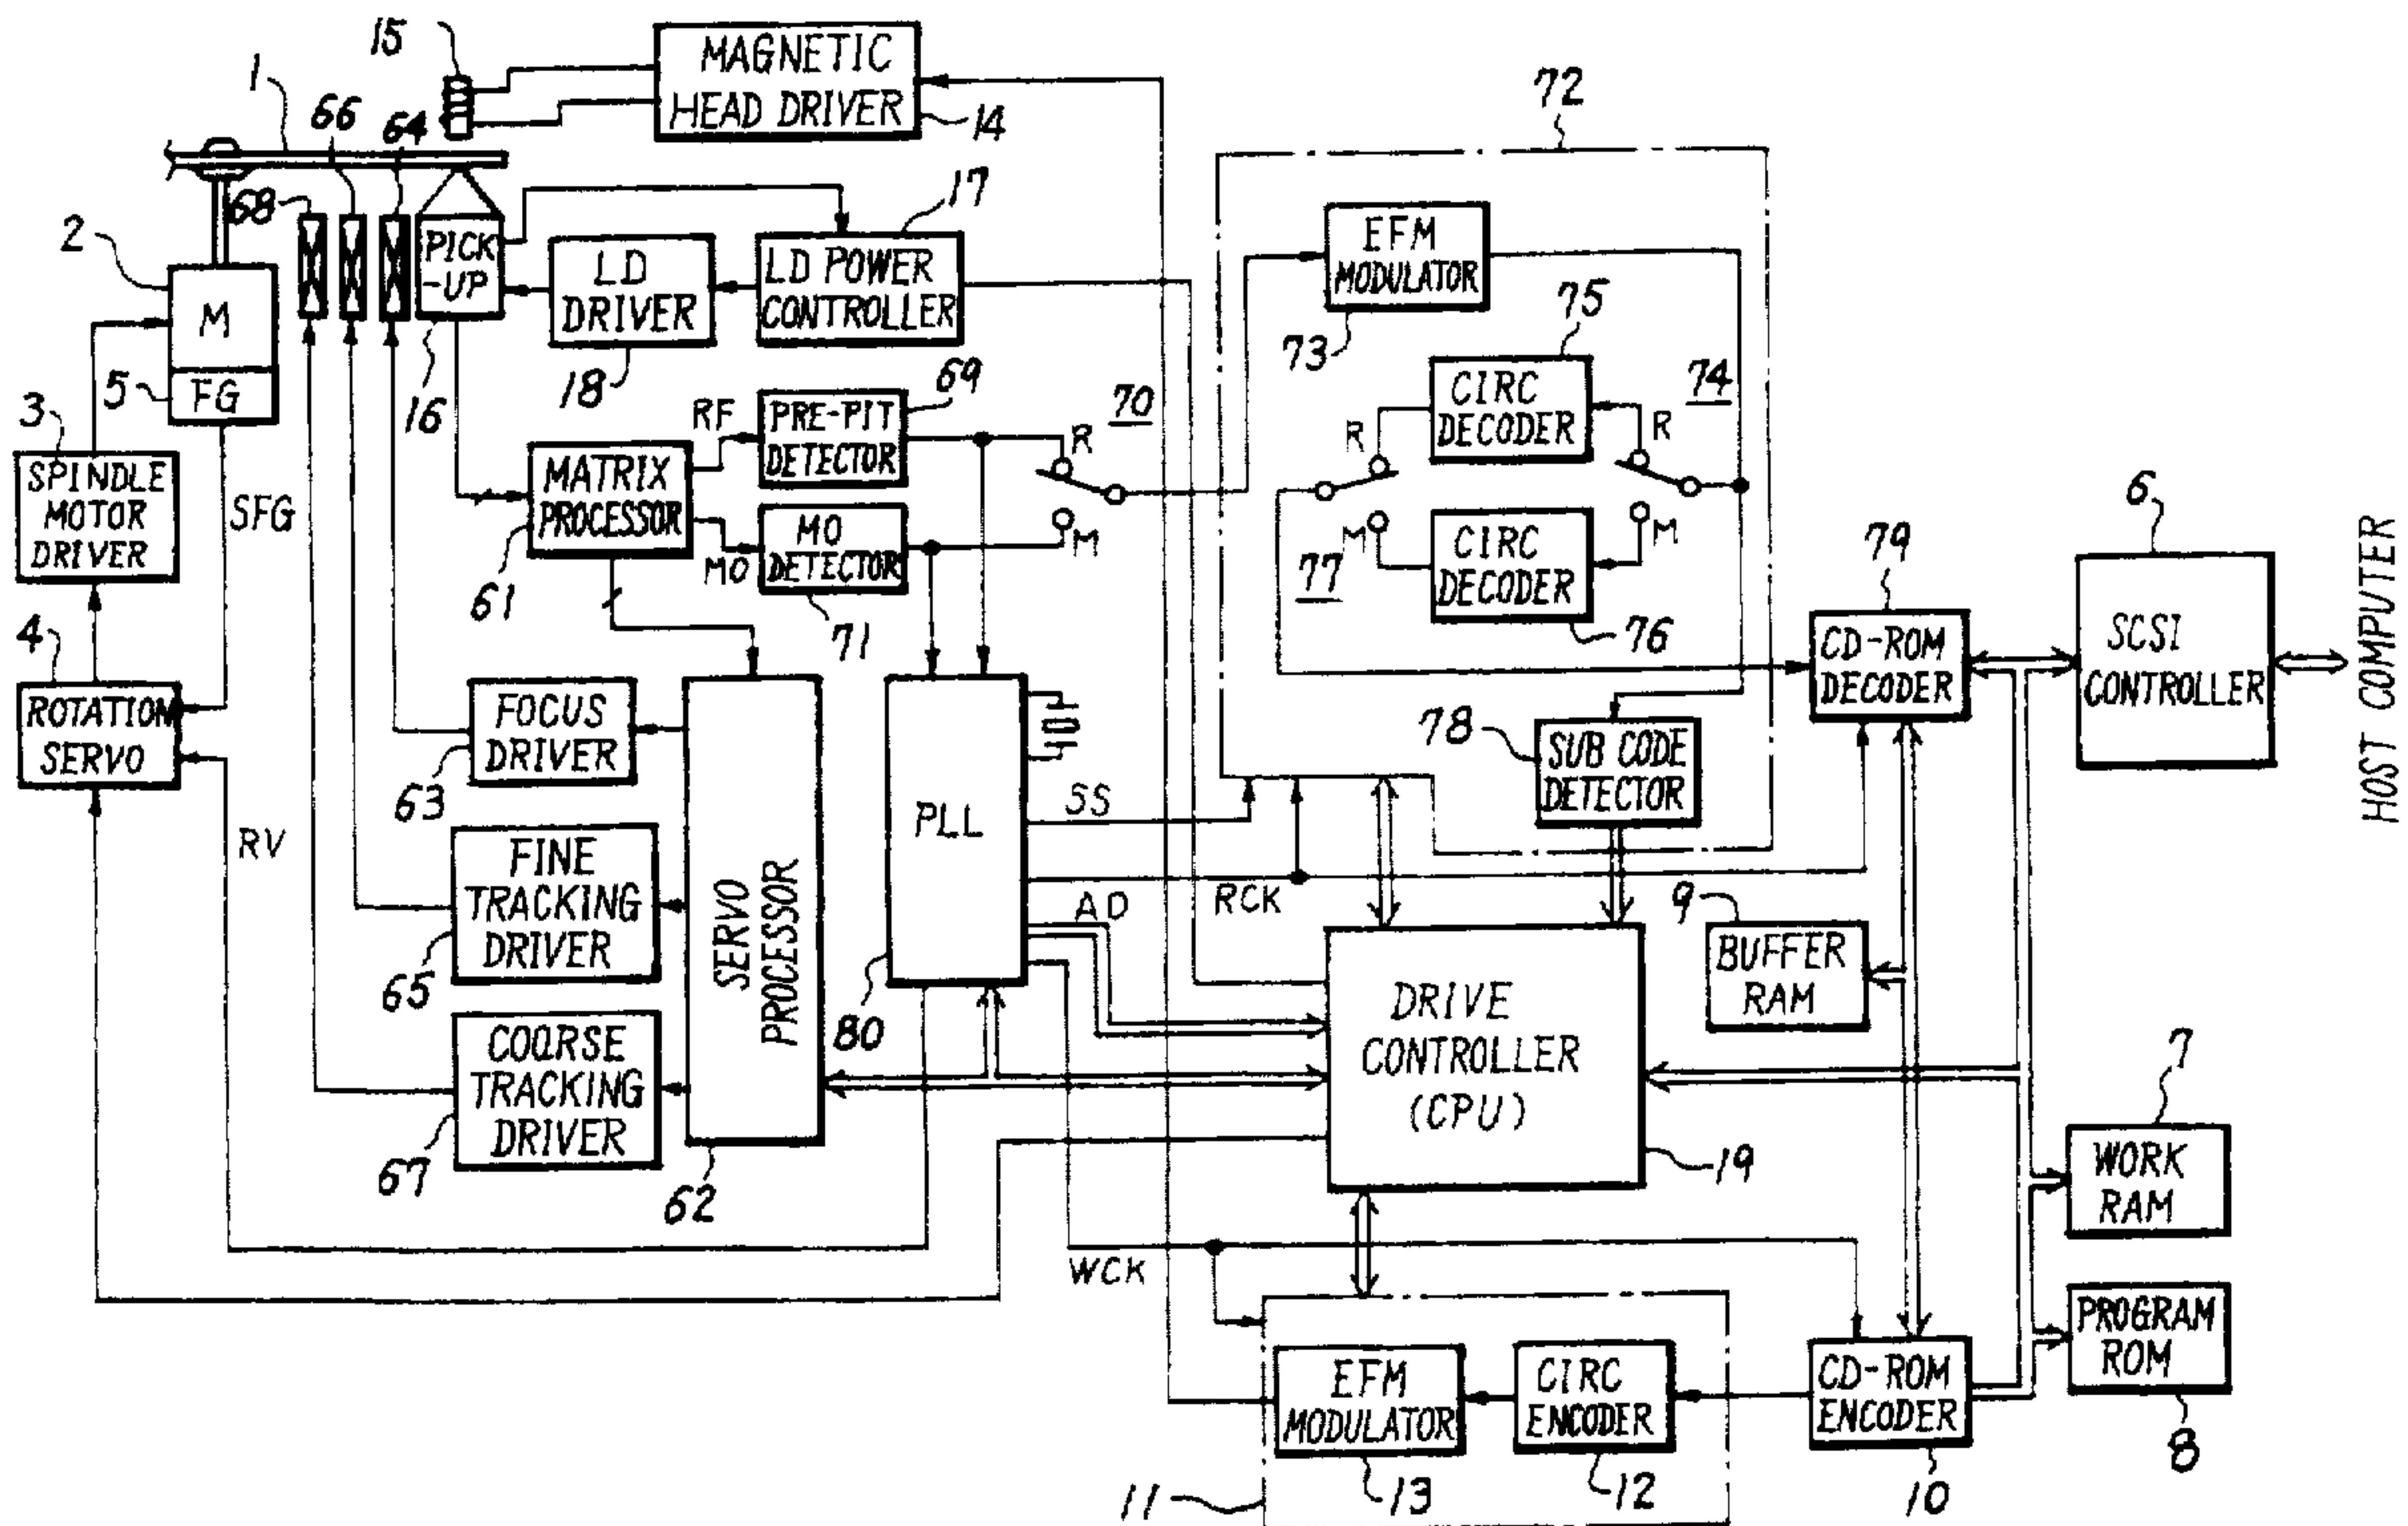 15
MAGNETIC
HEAD DRIVER
14
1
66
64
72
68
17
2
PICK
-UP
LD
DRIVER
LD POWER
CONTROLLER
EFM
MODULATOR
73
M
5
FG
16
18
75
CIRC
DECODER
74
R
R
3
SPINDLE
MOTOR
DRIVER
SFG
RF
PRE-PIT
DETECTOR
69
70
R
MATRIX
PROCESSOR
61
MO
MO
DETECTOR
71
M
M
77
CIRC
DECODER
M
76
79
CD-ROM
DECODER
6
SCSI
CONTROLLER
HOST COMPUTER
4
ROTATION
SERVO
FOCUS
DRIVER
63
78
SUB CODE
DETECTOR
PLL
SS
RV
FINE
TRACKING
DRIVER
65
SERVO
PROCESSOR
RCK
AD
9
BUFFER
RAM
80
DRIVE
CONTROLLER
(CPU)
COQRSE
TRACKING
DRIVER
67
62
19
7
WORK
RAM
WCK
PROGRAM
ROM
8
EFM
MODULATOR
CIRC
ENCODER
CD-ROM
ENCODER
11
13
12
10